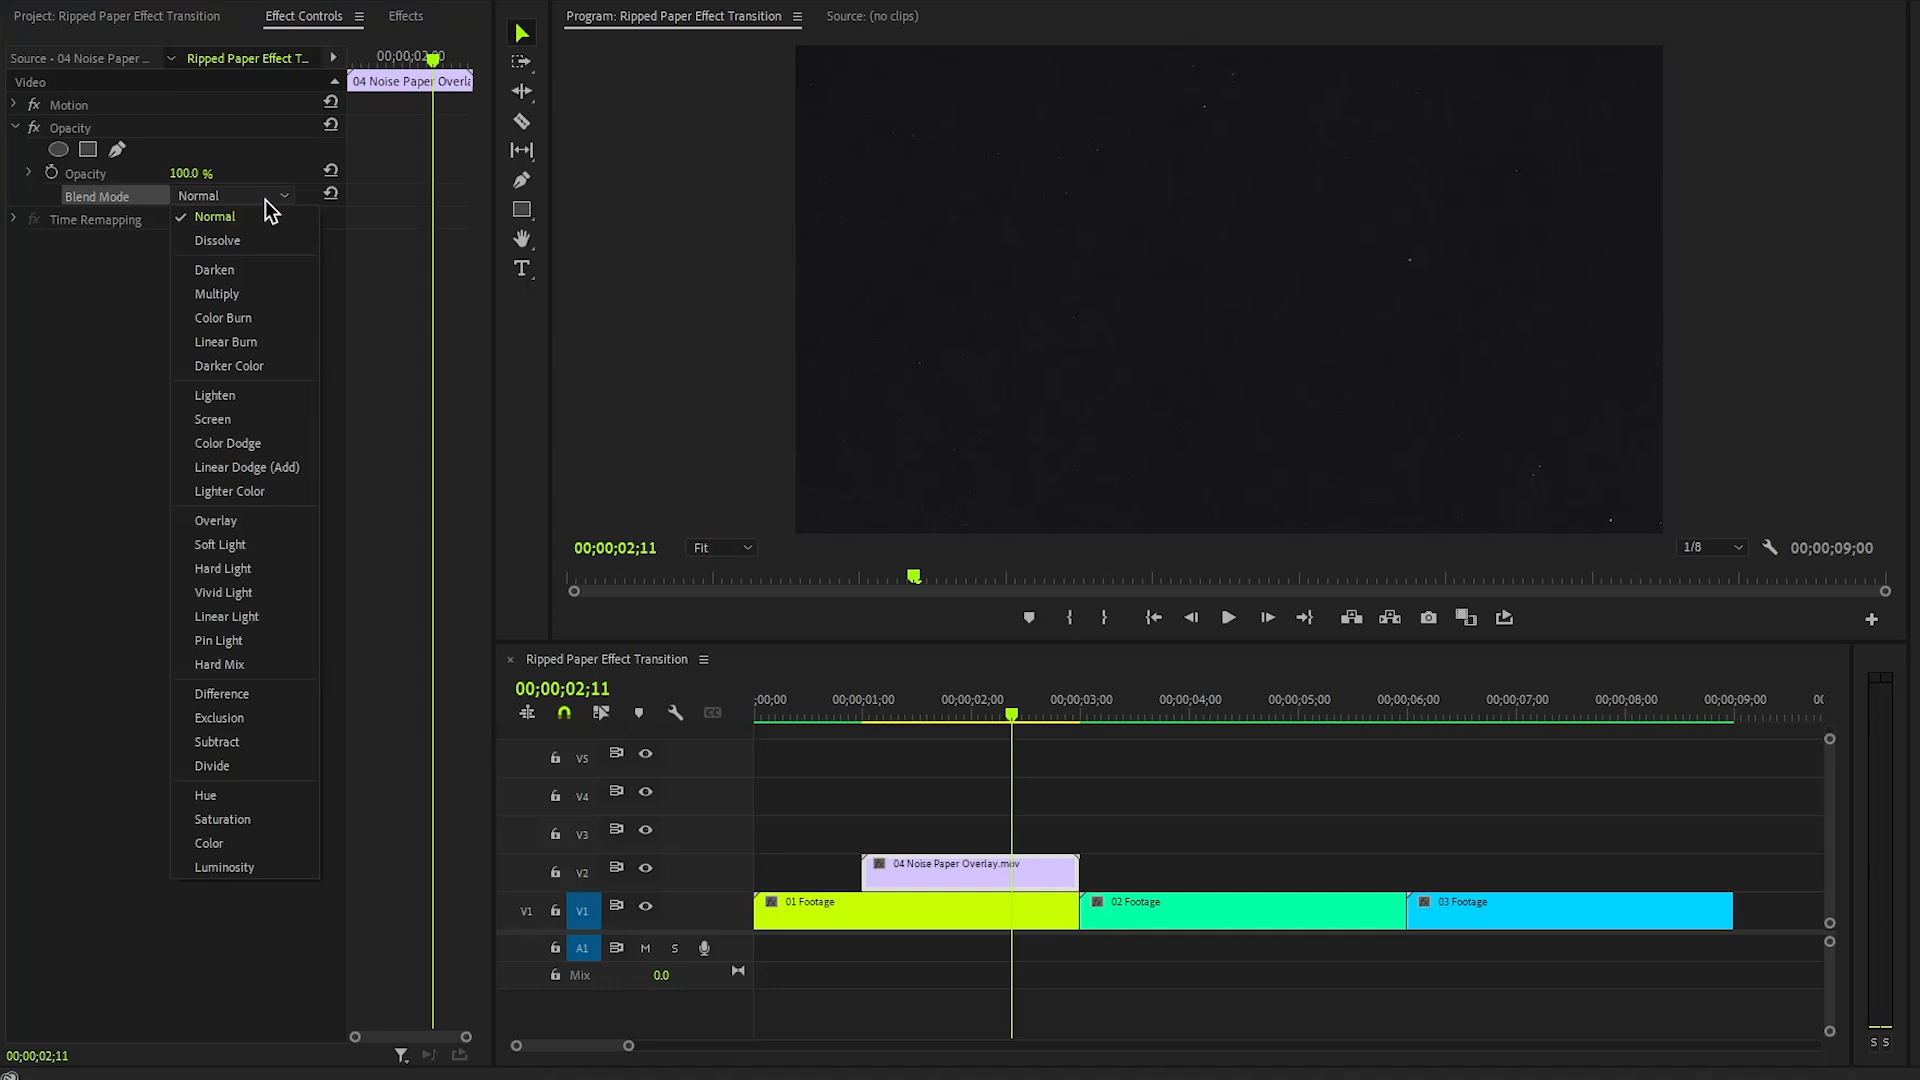 Project: Ripped Paper Effect Transition
Effect Controls
Effects
Source - 04 Noise Paper ...
Ripped Paper Effect T...
00;00;02;00
Video
04 Noise Paper Overla
fx Motion
fx Opacity
Opacity
100.0 %
Blend Mode
Normal
fx Time Remapping
Normal
Dissolve
Darken
Multiply
Color Burn
Linear Burn
Darker Color
Lighten
Screen
Color Dodge
Linear Dodge (Add)
Lighter Color
Overlay
Soft Light
Hard Light
Vivid Light
Linear Light
Pin Light
Hard Mix
Difference
Exclusion
Subtract
Divide
Hue
Saturation
Color
Luminosity
00;00;02;11
Program: Ripped Paper Effect Transition
Source: (no clips)
00;00;02;11
Fit
1/8
00;00;09;00
Ripped Paper Effect Transition
00;00;02;11
;00;00
00;00;01;00
00;00;02;00
00;00;03;00
00;00;04;00
00;00;05;00
00;00;06;00
00;00;07;00
00;00;08;00
00;00;09;00
V5
V4
V3
V2
04 Noise Paper Overlay.mov
V1
V1
01 Footage
02 Footage
03 Footage
A1
M
S
Mix
0.0
S S